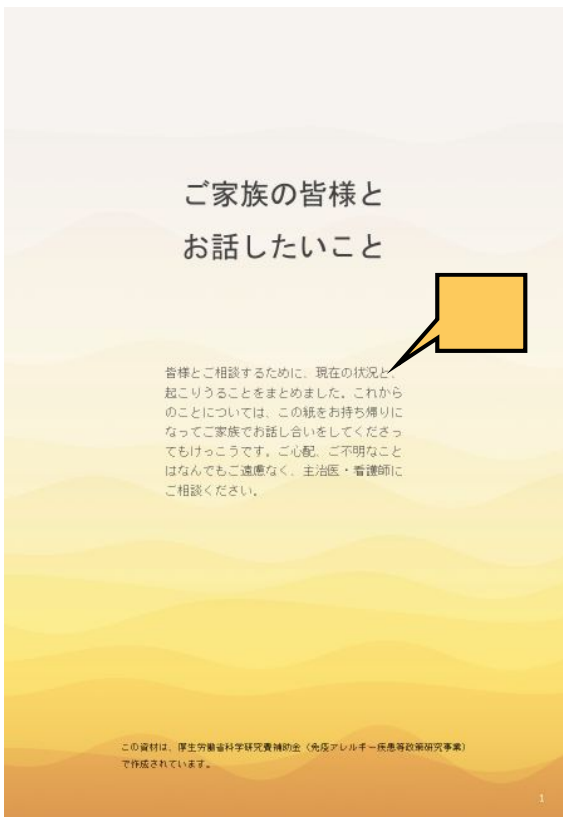 ご家族の皆様と
お話したいこと
皆様とご相談するために、現在の状況と、
起こりうることをまとめました。これから
のことについては、この紙をお持ち帰りに
なってご家族でお話し合いをしてくださっ
てもけっこうです。ご心配、ご不明なこと
はなんでもご遠慮なく、主治医・看護師に
ご相談ください。
この資材は、厚生労働省科学研究費補助金（免疫アレルギー疾患等政策研究事業）
で作成されています。
1